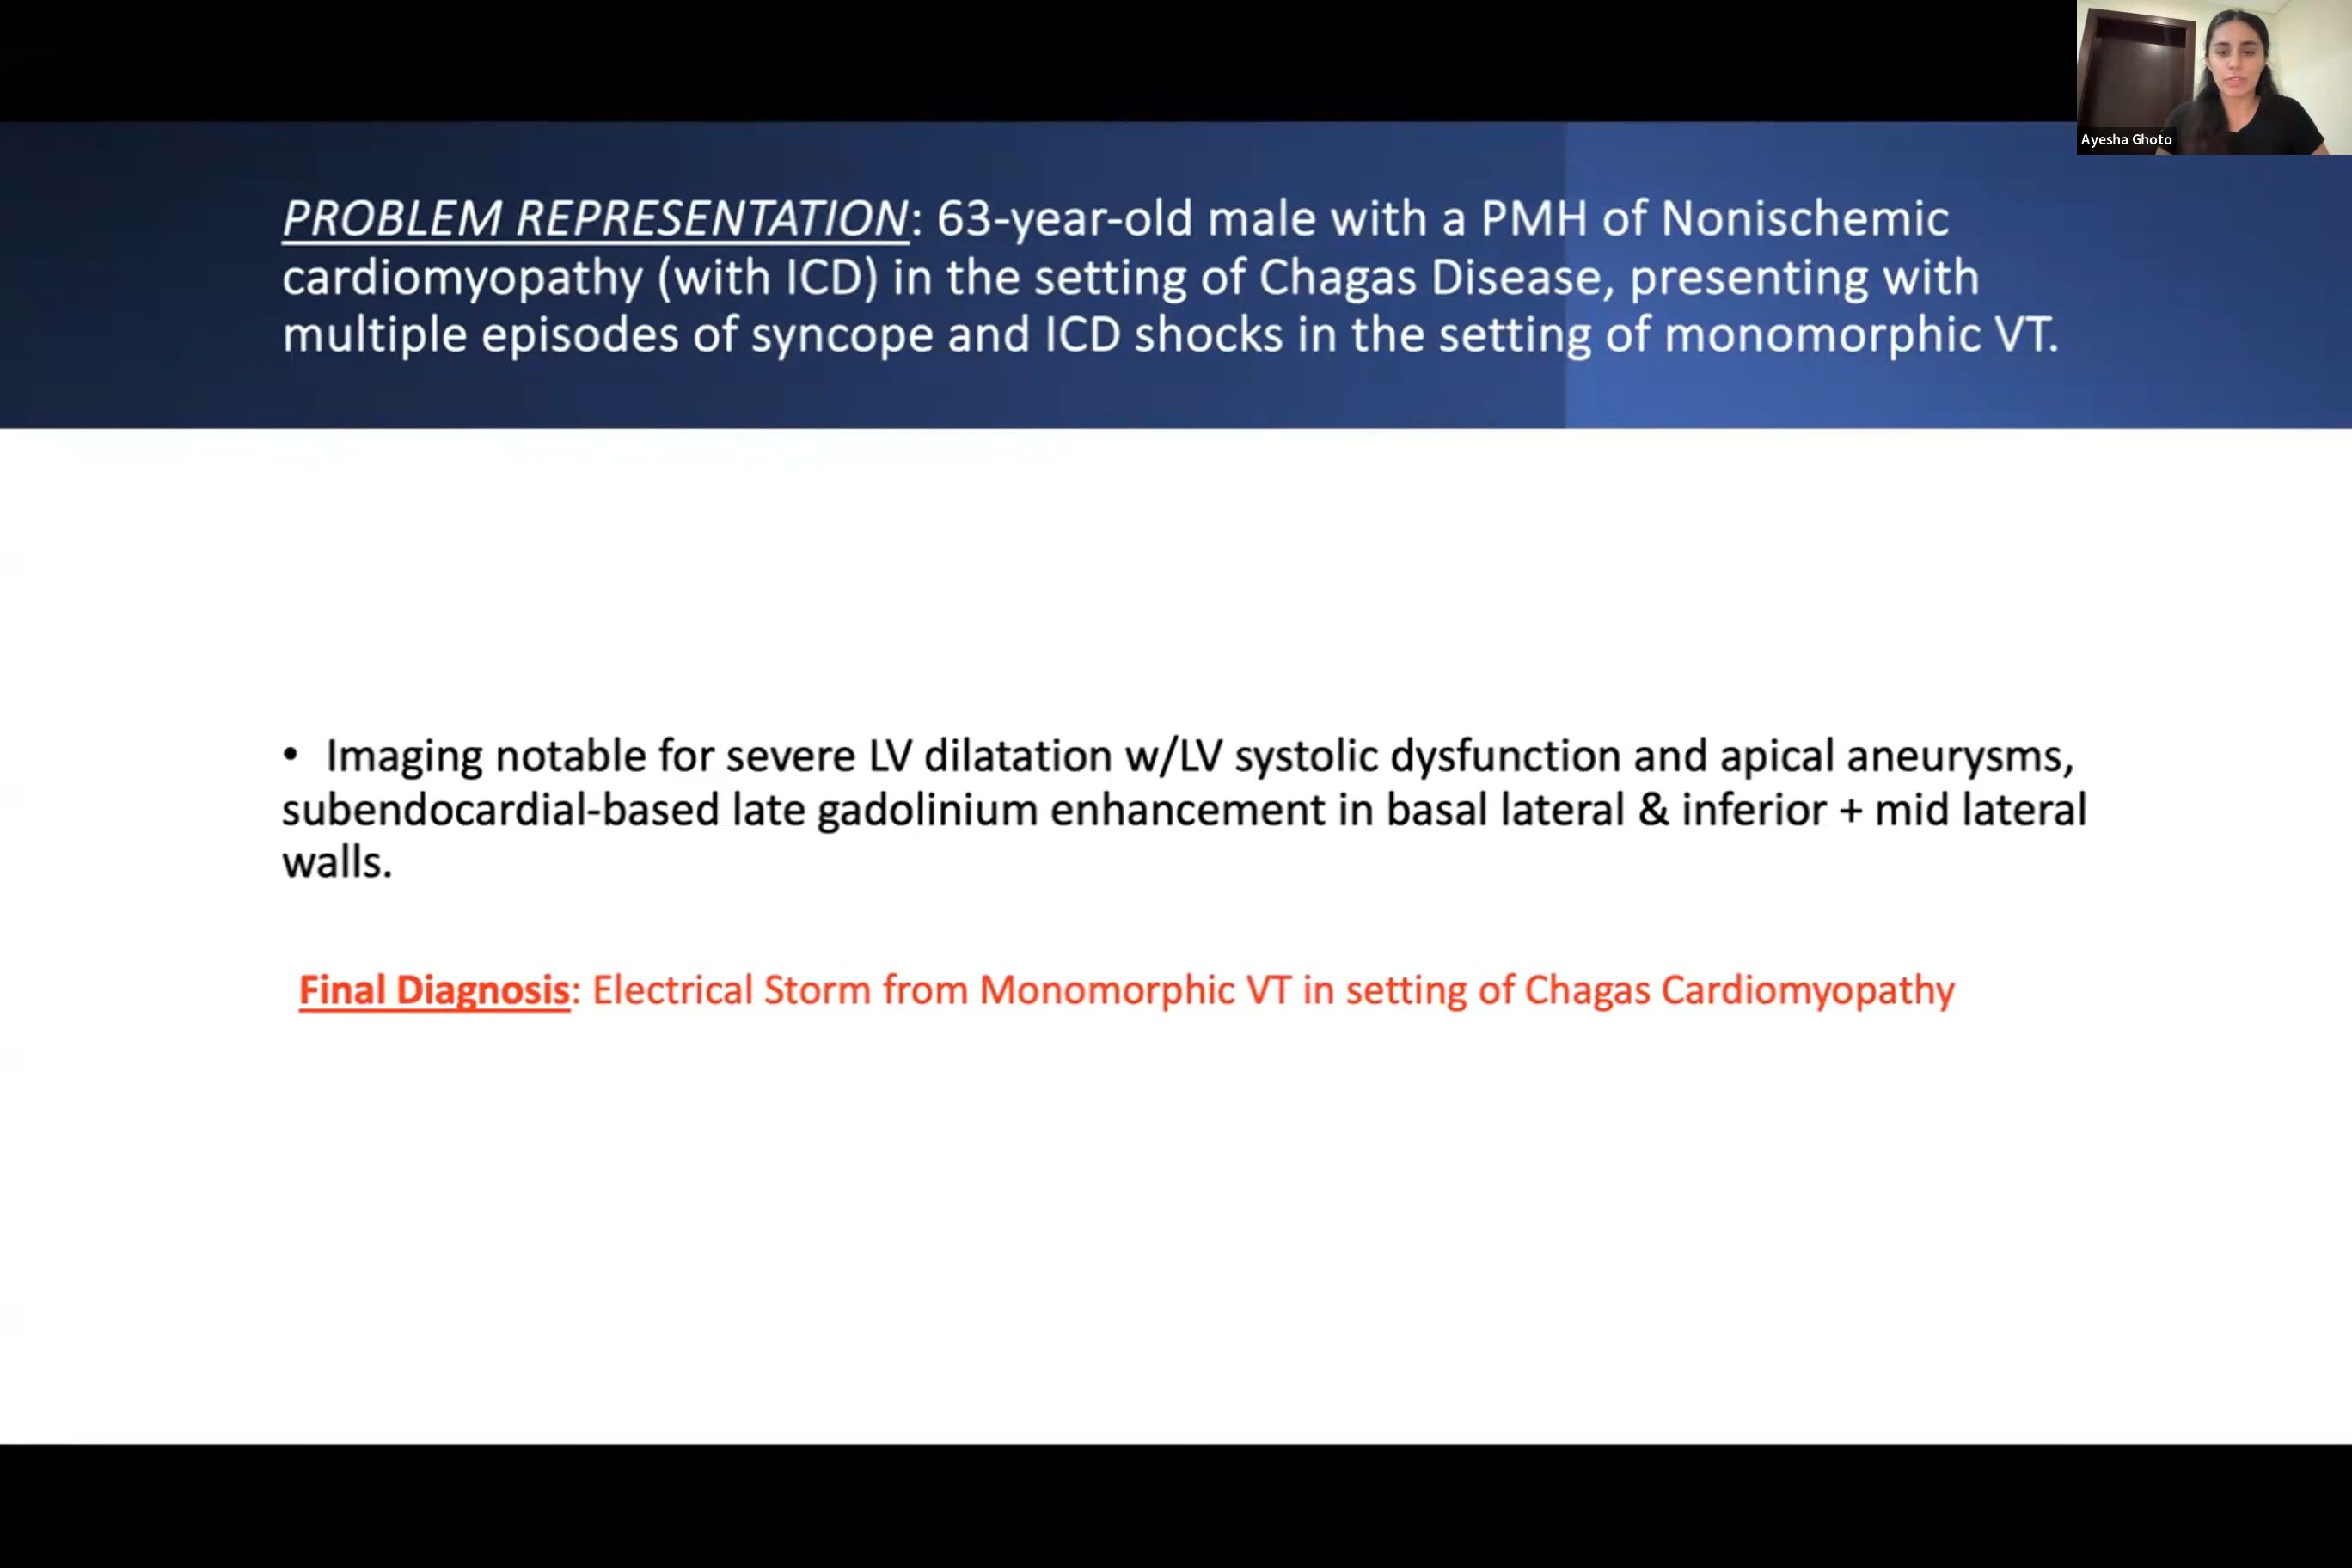 Ayesha Ghoto
PROBLEM REPRESENTATION: 63-year-old male with a PMH of Nonischemic
cardiomyopathy (with ICD) in the setting of Chagas Disease, presenting with
multiple episodes of syncope and ICD shocks in the setting of monomorphic VT.
• Imaging notable for severe LV dilatation w/LV systolic dysfunction and apical aneurysms,
subendocardial-based late gadolinium enhancement in basal lateral & inferior + mid lateral
walls.
Final Diagnosis: Electrical Storm from Monomorphic VT in setting of Chagas Cardiomyopathy